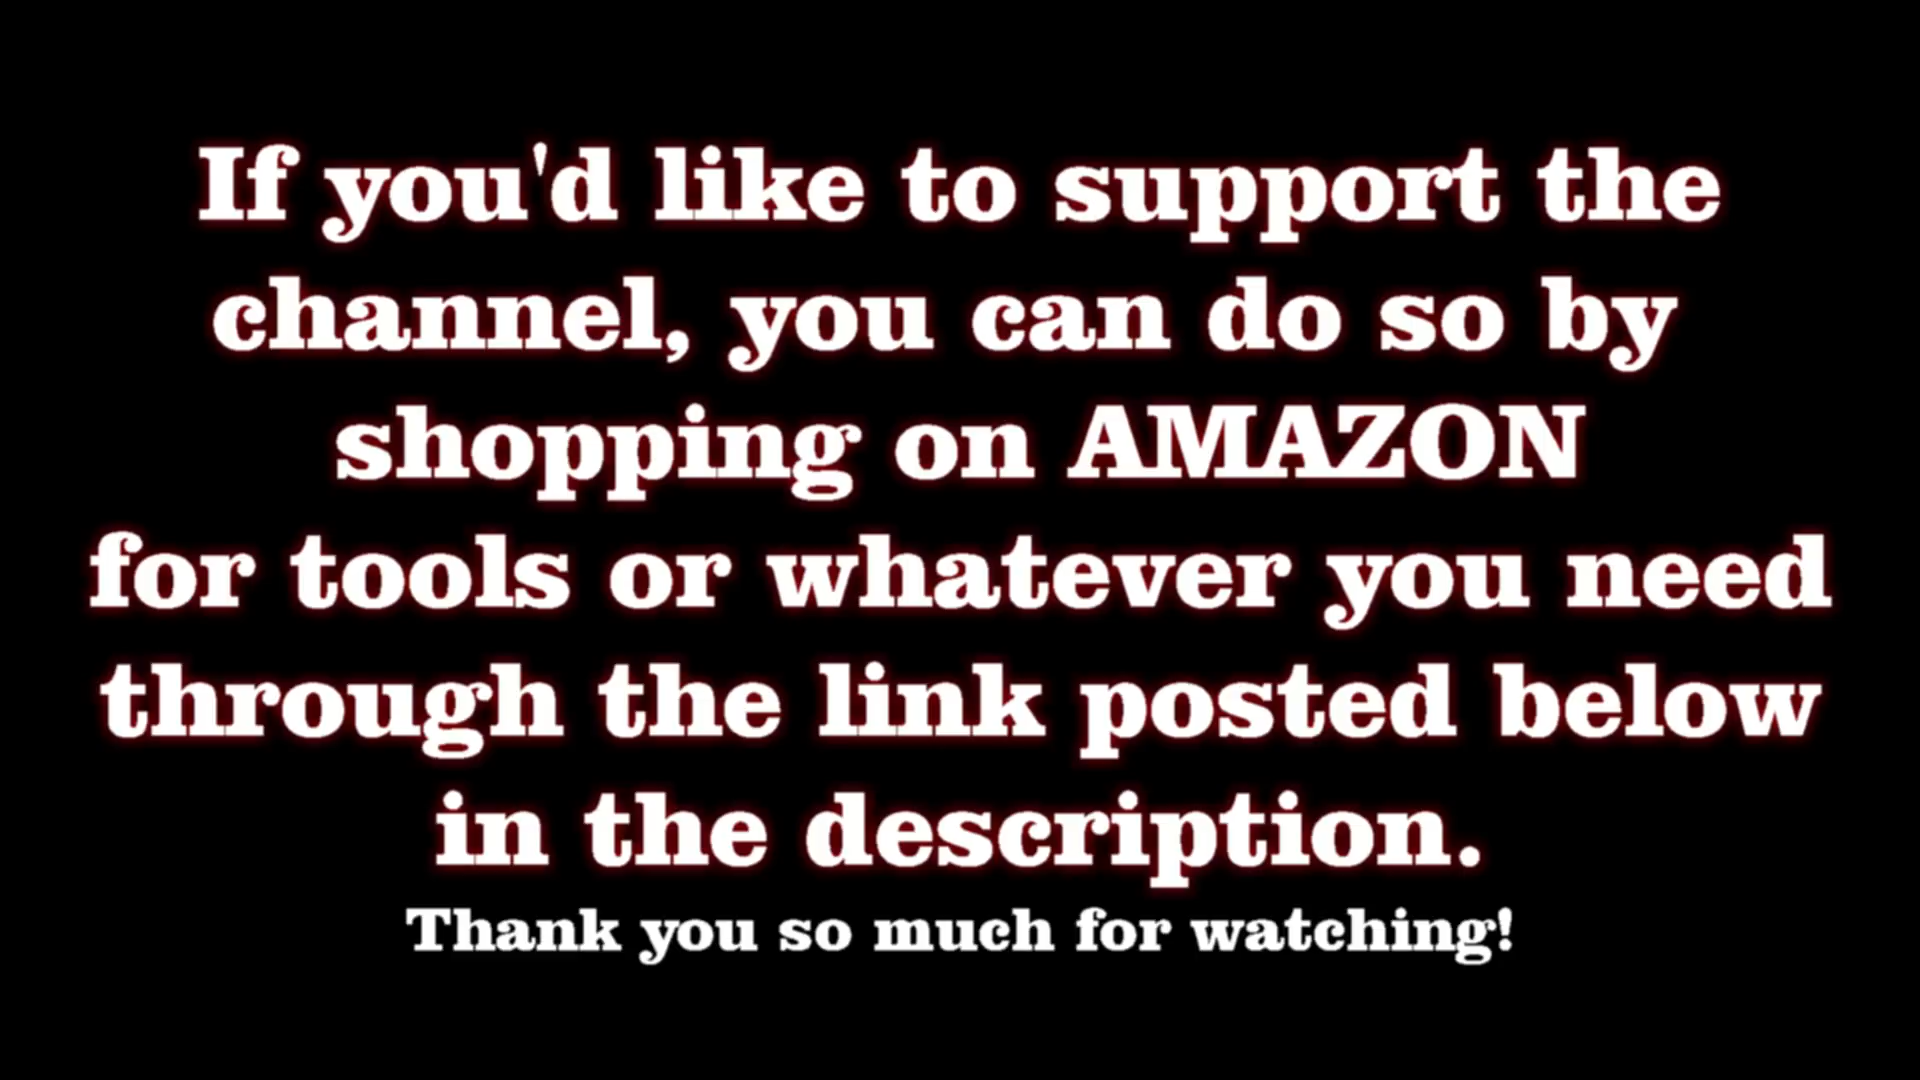 If you'd like to support the
channel, you can do so by
shopping on AMAZON
for tools or whatever you need
through the link posted below
in the description.
Thank you so much for watching!